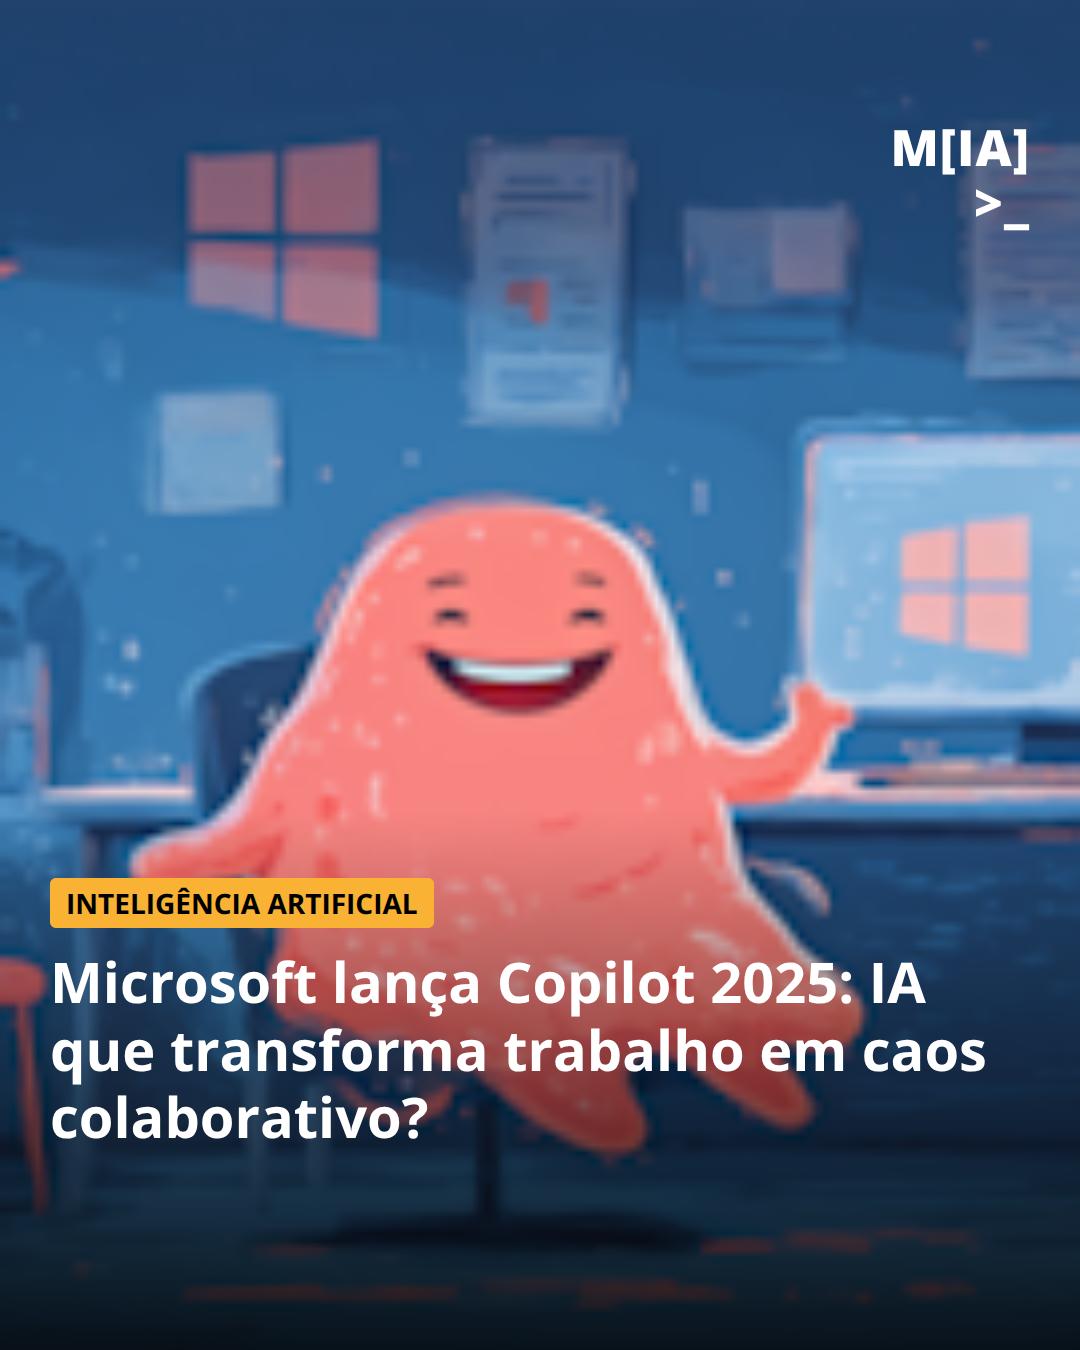 M[IA]
>_
INTELIGÊNCIA ARTIFICIAL
Microsoft lança Copilot 2025: IA
que transforma trabalho em caos
colaborativo?